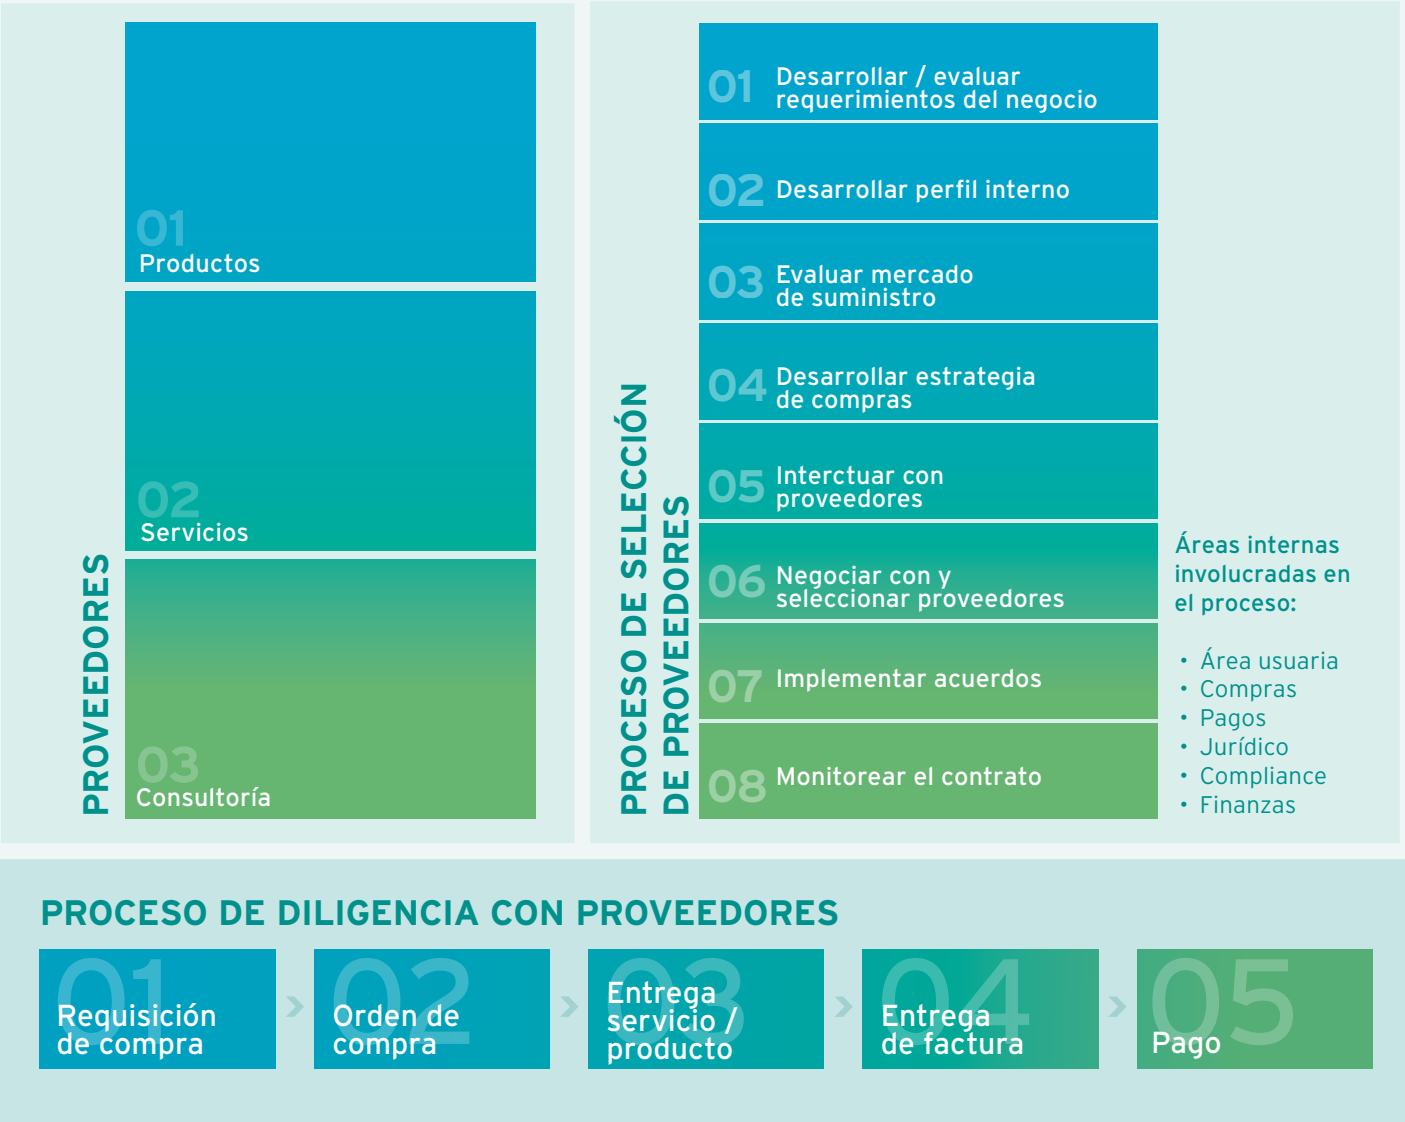 PROVEEDORES
01
Productos
02
Servicios
03
Consultoría
PROCESO DE SELECCIÓN
DE PROVEEDORES
01
Desarrollar / evaluar
requerimientos del negocio
02
Desarrollar perfil interno
03
Evaluar mercado
de suministro
04
Desarrollar estrategia
de compras
05
Interctuar con
proveedores
06
Negociar con y
seleccionar proveedores
07
Implementar acuerdos
08
Monitorear el contrato
Áreas internas
involucradas en
el proceso:
• Área usuaria
• Compras
• Pagos
• Jurídico
• Compliance
• Finanzas
PROCESO DE DILIGENCIA CON PROVEEDORES
01
Requisición
de compra
02
Orden de
compra
03
Entrega
servicio /
producto
04
Entrega
de factura
05
Pago